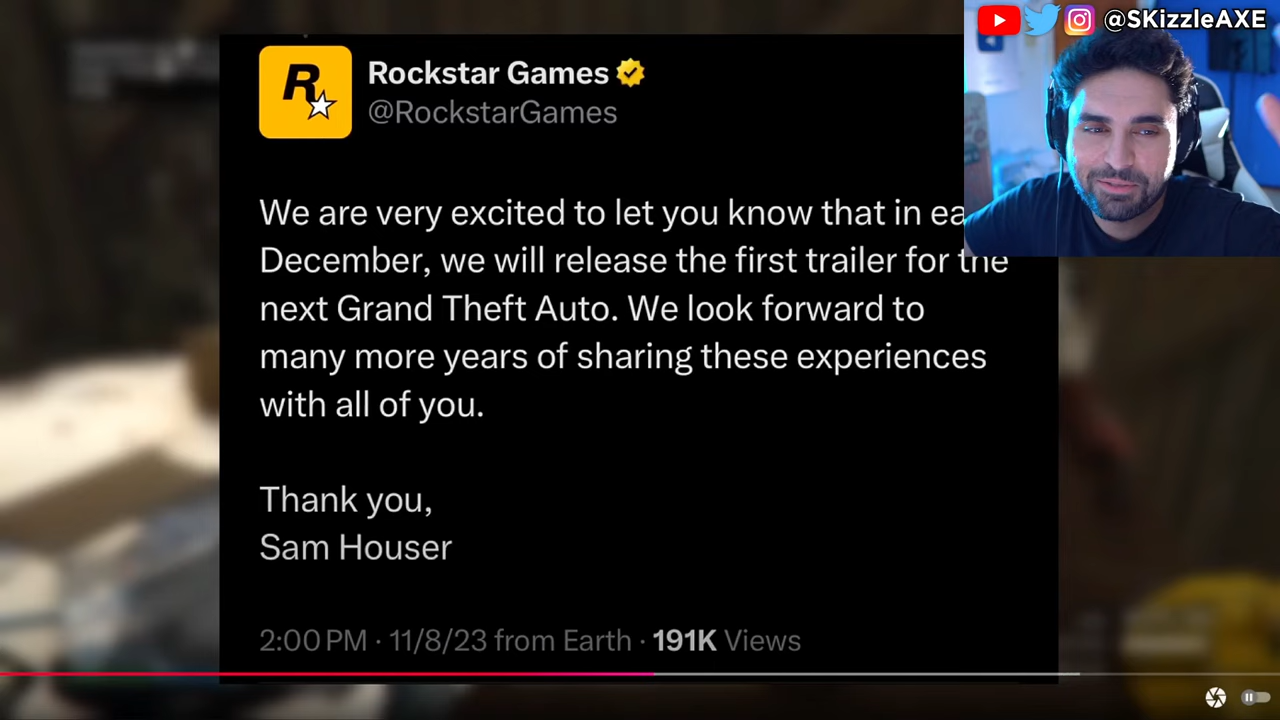 @SKizzleAXE
Rockstar Games
@RockstarGames
We are very excited to let you know that in
December, we will release the first trailer for the
next Grand Theft Auto. We look forward to
many more years of sharing these experiences
with all of you.
Thank you,
Sam Houser
2:00 PM · 11/8/23 from Earth · 191K Views